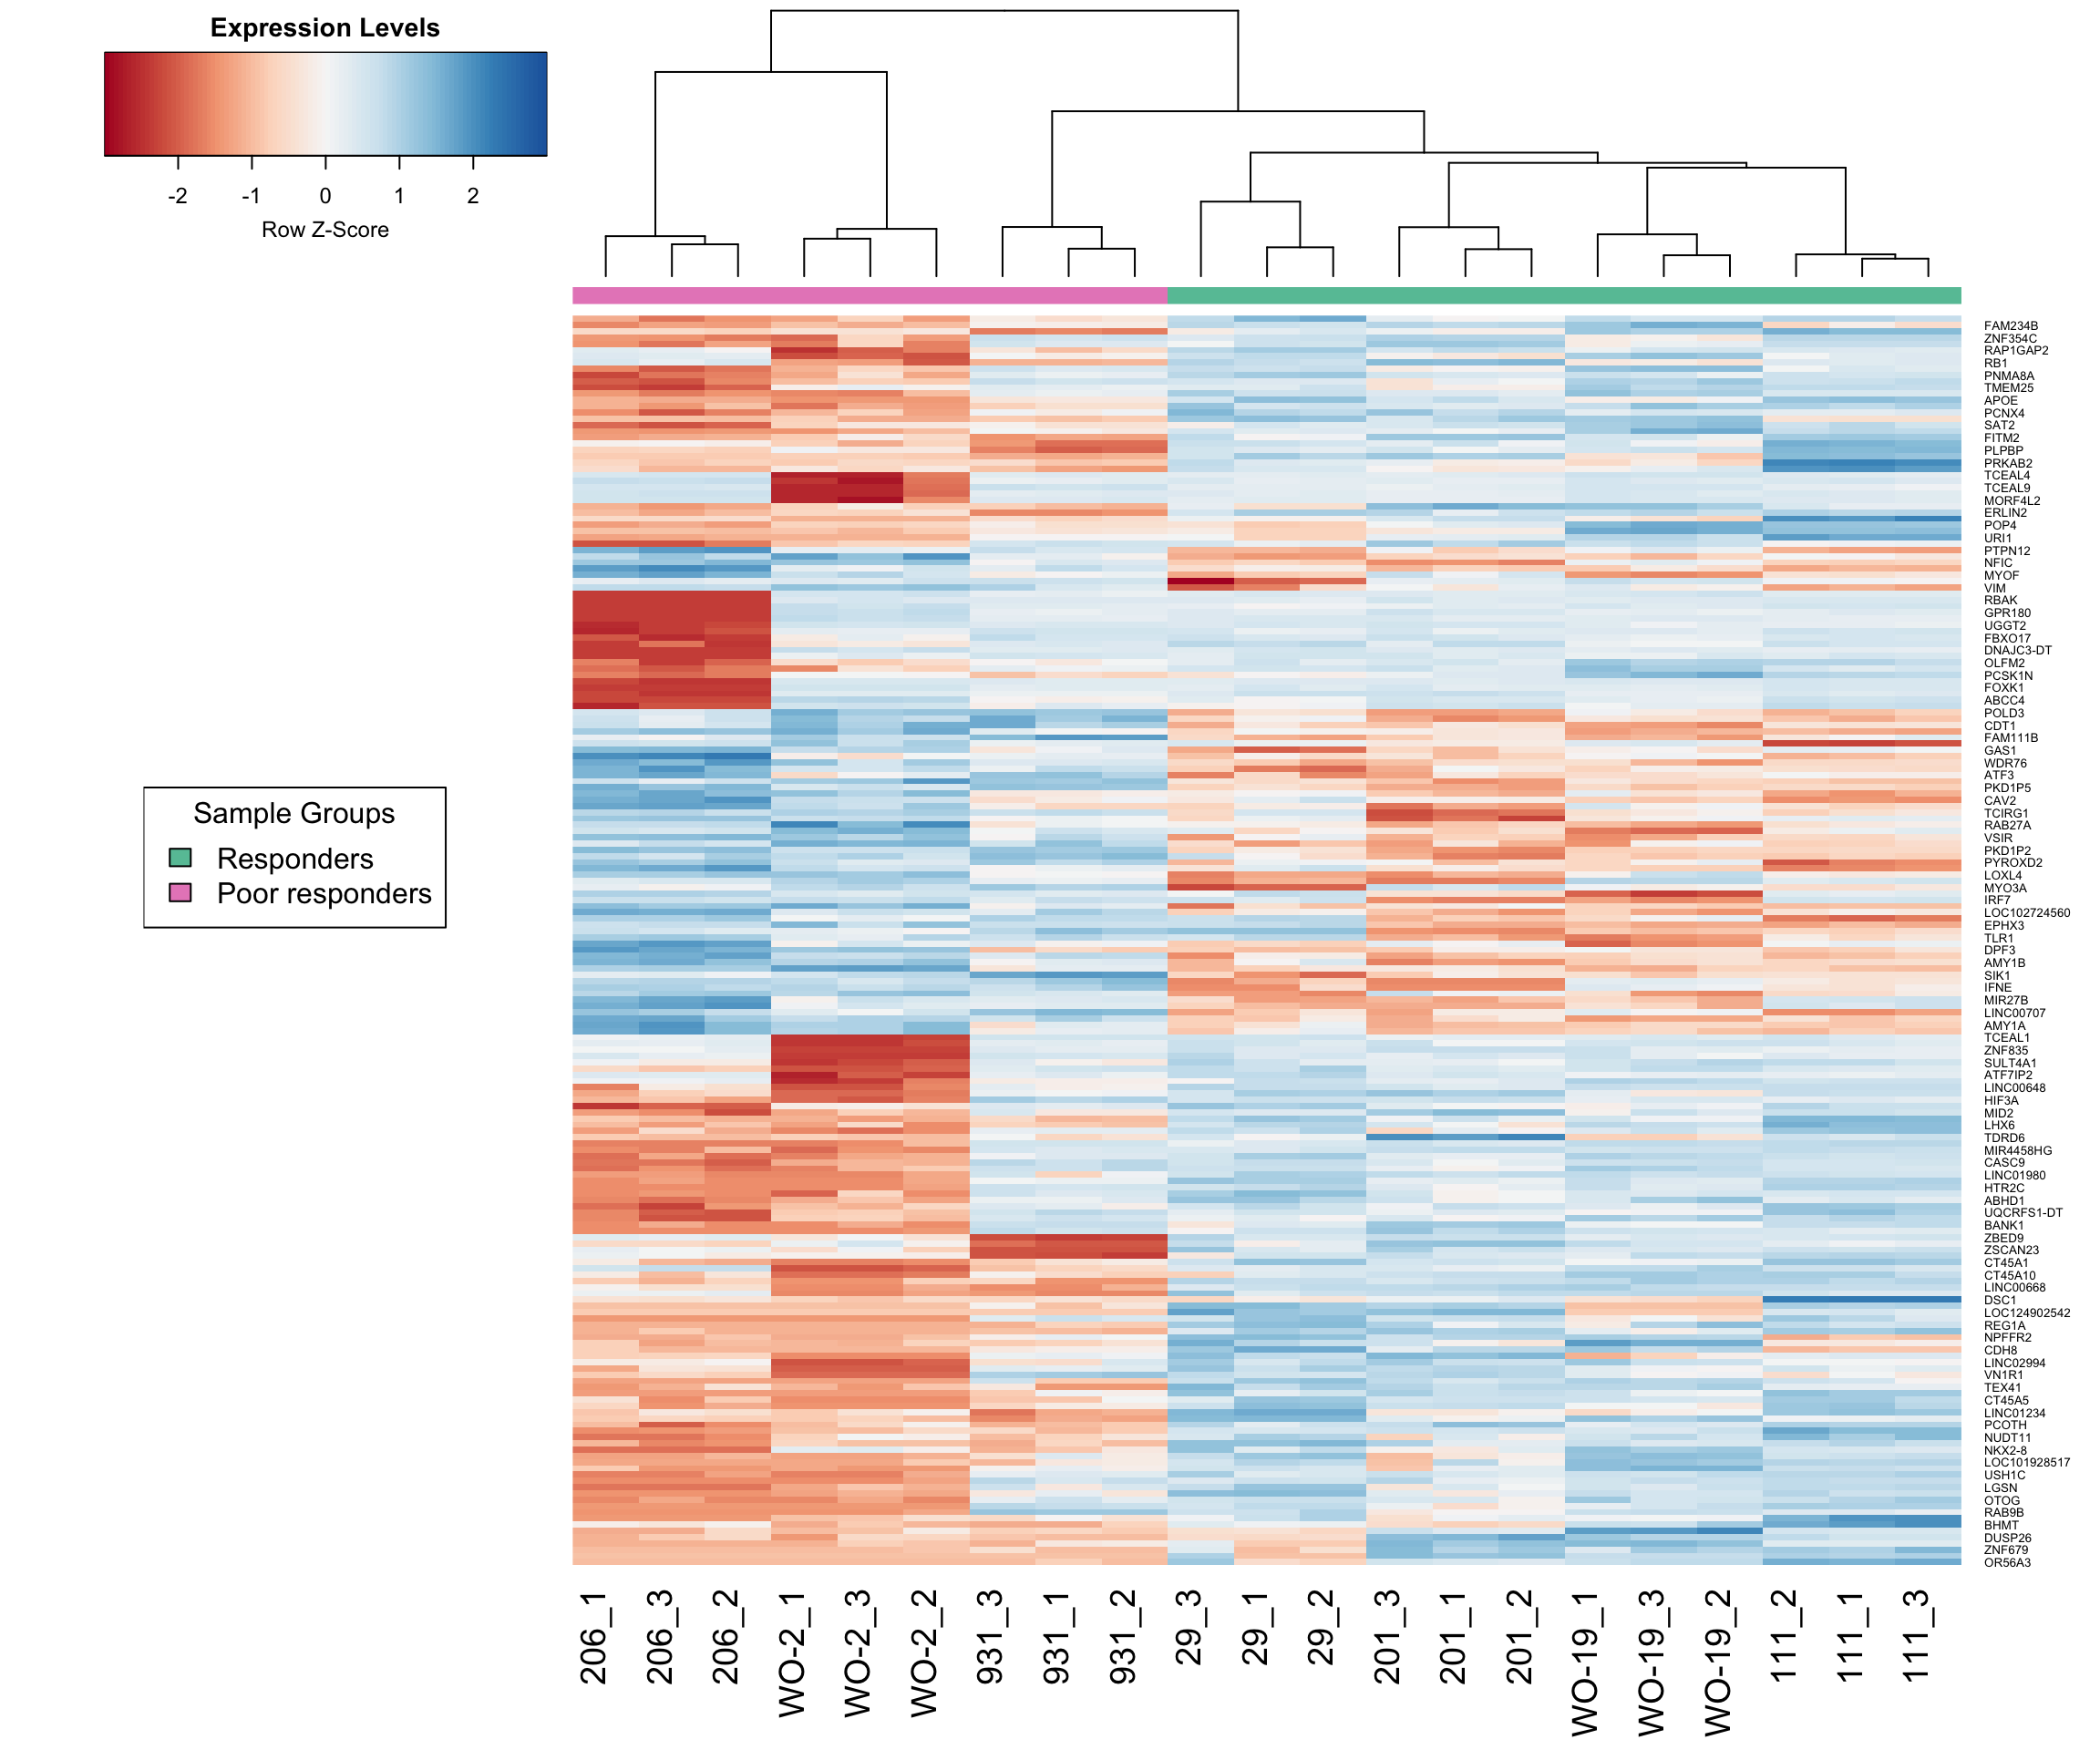 Expression Levels
-2 -1 0 1 2
Row Z-Score
Sample Groups
Responders
Poor responders
FAM234B
ZNF354C
RAP1GAP2
RB1
PNMA8A
TMEM25
APOE
PCNX4
SAT2
FITM2
PLPBP
PRKAB2
TCEAL4
TCEAL9
MORF4L2
ERLIN2
POP4
URI1
PTPN12
NFIC
MYOF
VIM
RBAK
GPR180
UGGT2
FBXO17
DNAJC3-DT
OLFM2
PCSK1N
FOXK1
ABCC4
POLD3
CDT1
FAM111B
GAS1
WDR76
ATF3
PKD1P5
CAV2
TCIRG1
RAB27A
VSIR
PKD1P2
PYROXD2
LOXL4
MYO3A
IRF7
LOC102724560
EPHX3
TLR1
DPF3
AMY1B
SIK1
IFNE
MIR27B
LINC00707
AMY1A
TCEAL1
ZNF835
SULT4A1
ATF7IP2
LINC00648
HIF3A
MID2
LHX6
TDRD6
MIR4458HG
CASC9
LINC01980
HTR2C
ABHD1
UQCRFS1-DT
BANK1
ZBED9
ZSCAN23
CT45A1
CT45A10
LINC00668
DSC1
LOC124902542
REG1A
NPFFR2
CDH8
LINC02994
VN1R1
TEX41
CT45A5
LINC01234
PCOTH
NUDT11
NKX2-8
LOC101928517
USH1C
LGSN
OTOG
RAB9B
BHMT
DUSP26
ZNF679
OR56A3
206_1
206_3
206_2
WO-2_1
WO-2_3
WO-2_2
931_3
931_1
931_2
29_3
29_1
29_2
201_3
201_1
201_2
WO-19_1
WO-19_3
WO-19_2
111_2
111_1
111_3